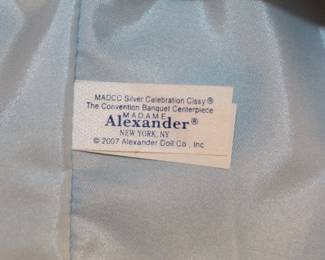 MADCC Silver Celebration Cissy®
The Convention Banquet Centerpiece
MADAME
Alexander®
NEW YORK, NY
© 2007 Alexander Doll Co., Inc